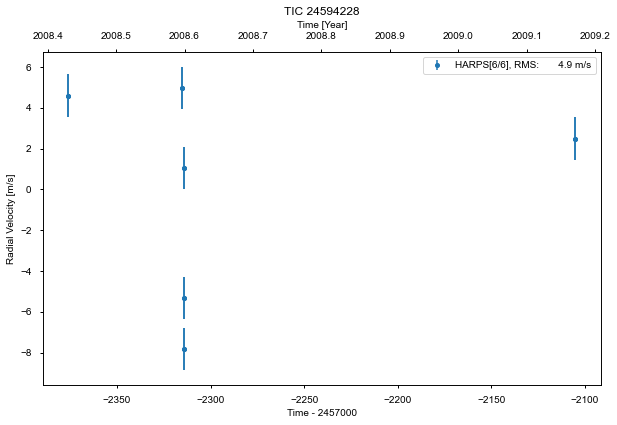 TIC 24594228
Time [Year]
2008.4 2008.5 2008.6 2008.7 2008.8 2008.9 2009.0 2009.1 2009.2
HARPS[6/6], RMS: 4.9 m/s
6
4
2
0
−2
−4
−6
−8
Radial Velocity [m/s]
−2350 −2300 −2250 −2200 −2150 −2100
Time - 2457000